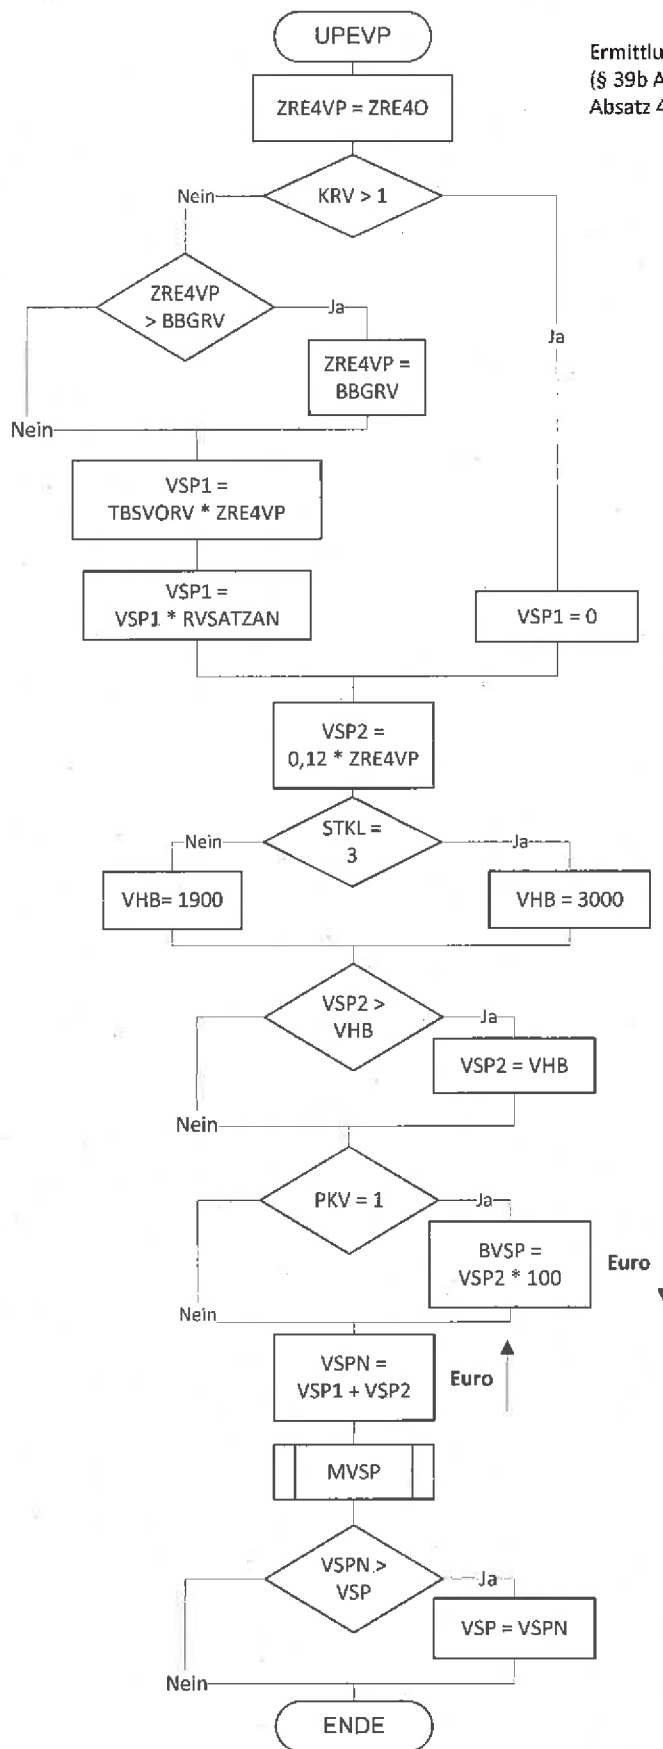 UPEVP
Ermittlu
(§ 39b A
Absatz 4
ZRE4VP = ZRE4O
KRV > 1
Nein
Ja
ZRE4VP
> BBGRV
Ja
ZRE4VP =
BBGRV
Nein
VSP1 =
TBSVORV * ZRE4VP
VSP1 =
VSP1 * RVSATZAN
VSP1 = 0
VSP2 =
0,12 * ZRE4VP
STKL =
3
Nein
Ja
VHB= 1900
VHB = 3000
VSP2 >
VHB
Ja
VSP2 = VHB
Nein
PKV = 1
Ja
BVSP =
VSP2 * 100
Euro
Nein
VSPN =
VSP1 + VSP2
Euro
MVSP
VSPN >
VSP
Ja
VSP = VSPN
Nein
ENDE